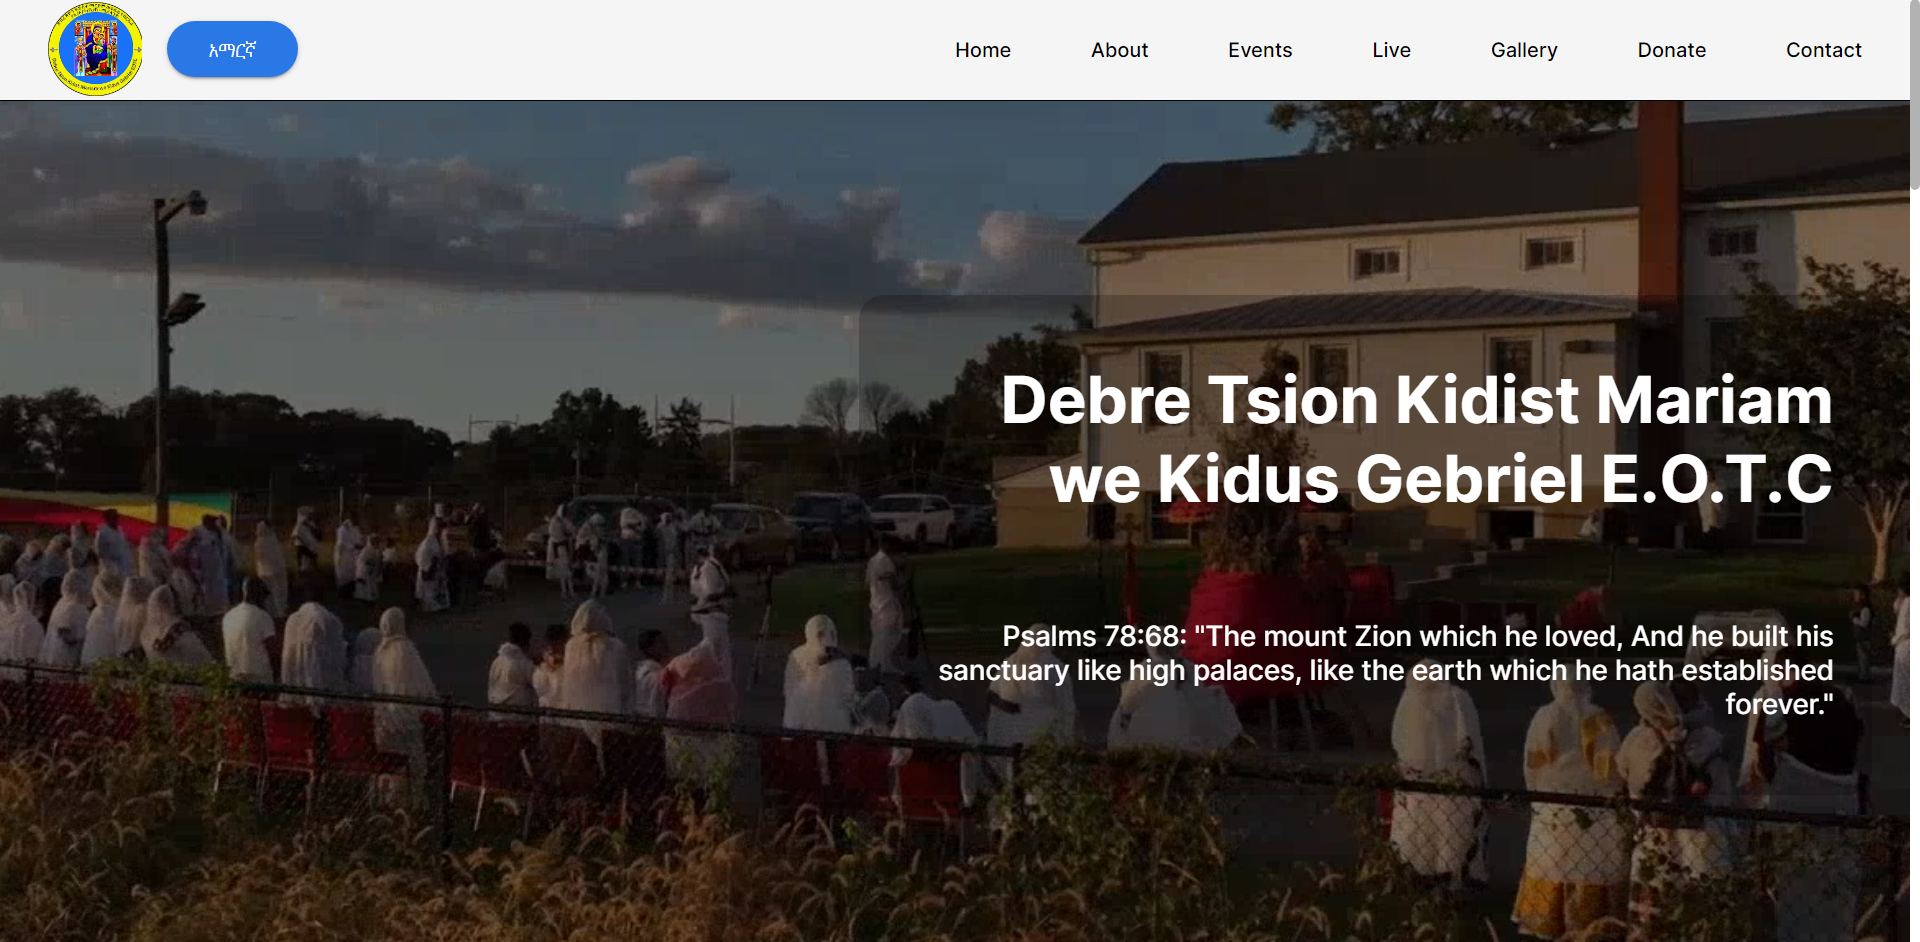 አማርኛ
Home
About
Events
Live
Gallery
Donate
Contact
Debre Tsion Kidist Mariam
we Kidus Gebriel E.O.T.C
Psalms 78:68: "The mount Zion which he loved, And he built his
sanctuary like high palaces, like the earth which he hath established
forever."